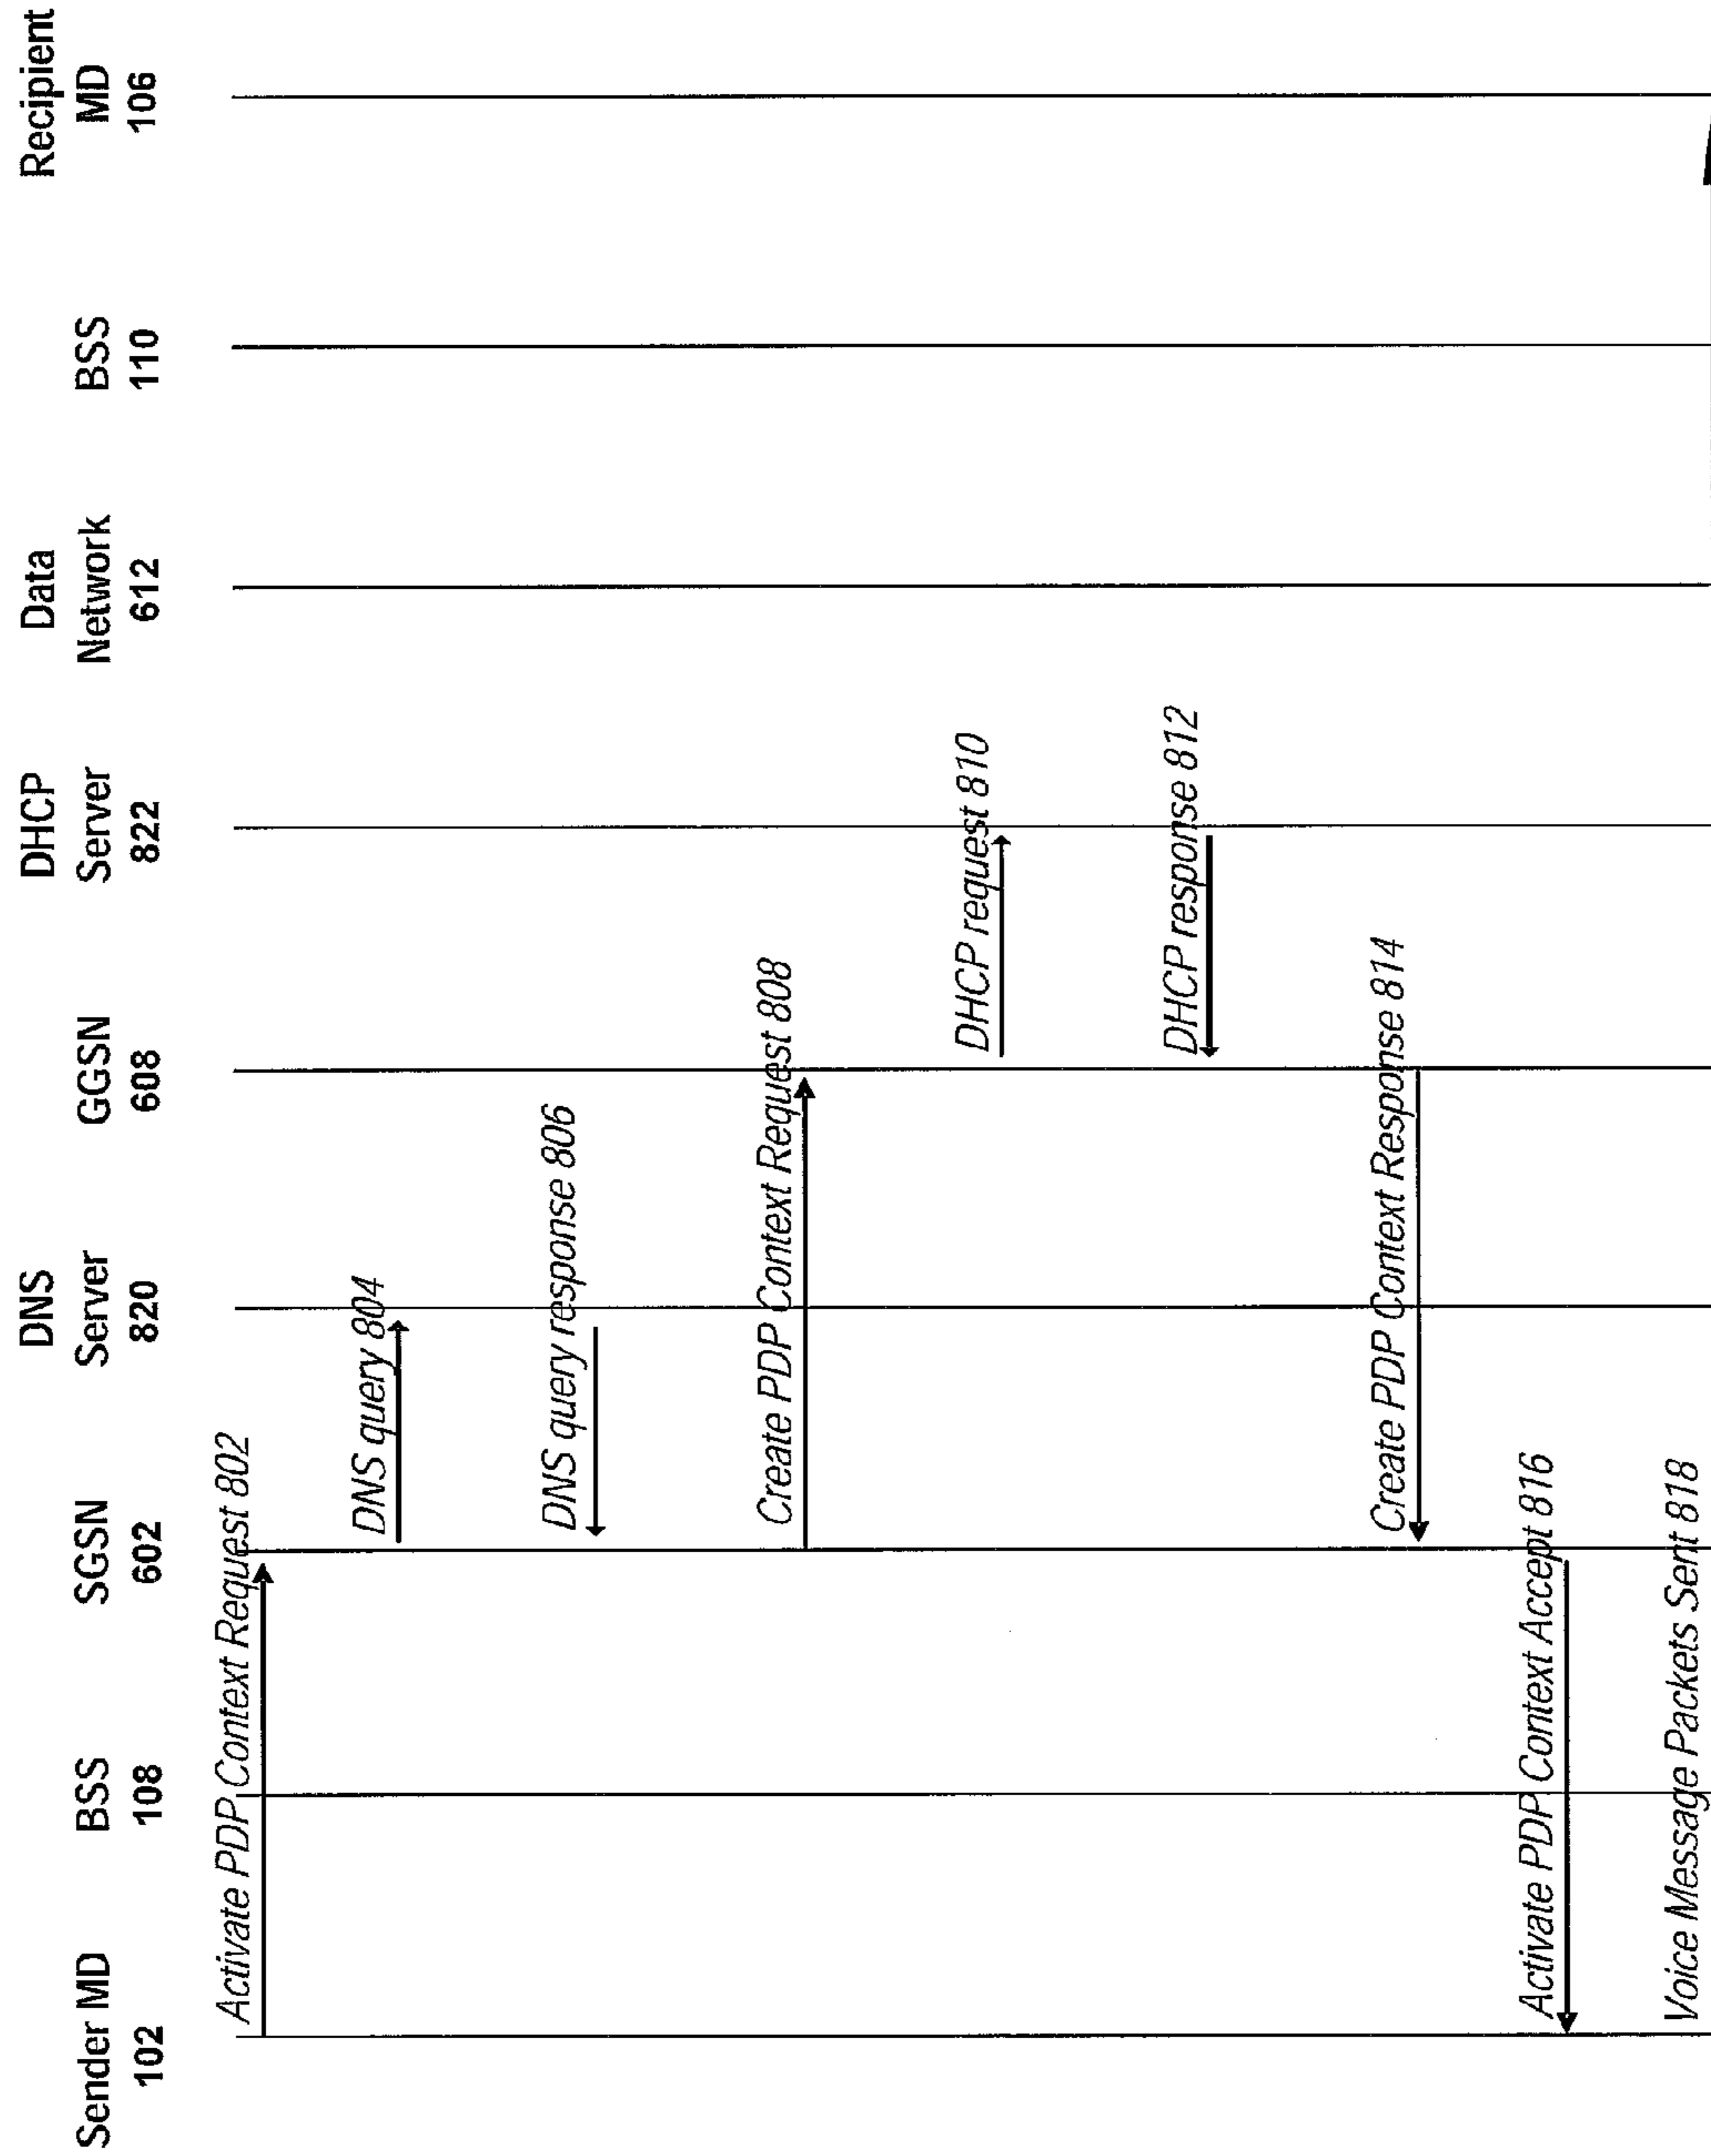 Sender MD
102
BSS
108
SGSN
602
DNS
Server
820
GGSN
608
DHCP
Server
822
Data
Network
612
BSS
110
Recipient
MD
106
Activate PDP Context Request 802
DNS query 804
DNS query response 806
Create PDP Context Request 808
DHCP request 810
DHCP response 812
Create PDP Context Response 814
Activate PDP Context Accept 816
Voice Message Packets Sent 818